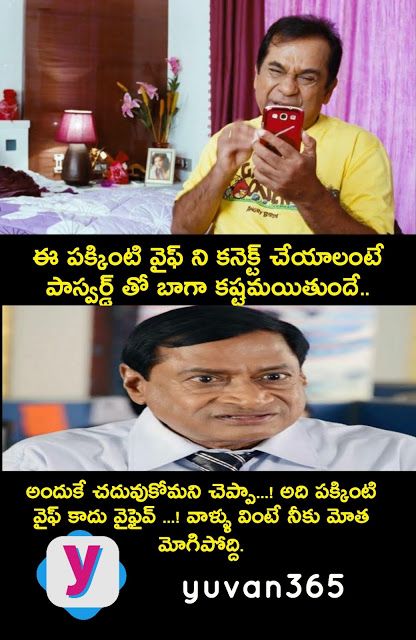 ఈ పక్కింటి వైఫ్ ని కనెక్ట్ చేయాలంటే
పాస్వర్డ్ తో బాగా కష్టమయితుందే..
అందుకే చదువుకోమని చెప్పా...! అది పక్కింటి
వైఫ్ కాదు వైఫైవ్ ...! వాళ్ళు వింటే నీకు మోత
మోగిపోద్ది.
y yuvan365